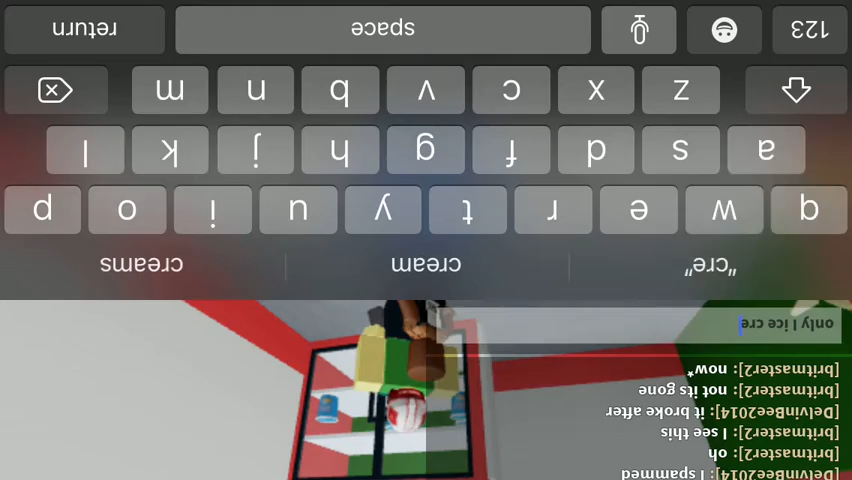 [DelvinBee2014]: I spammed
[britmaster2]: oh
[britmaster2]: I see this
[DelvinBee2014]: it broke after
[britmaster2]: not its gone
[britmaster2]: now*
only I ice cre
"cre" cream creams
q w e r t y u i o p
a s d f g h j k l
z x c v b n m
123 space return